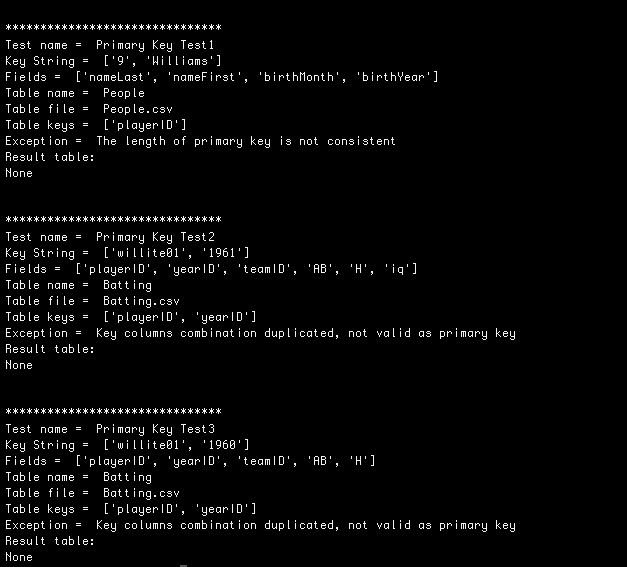 *******************************
Test name =  Primary Key Test1
Key String =  ['9', 'Williams']
Fields =  ['nameLast', 'nameFirst', 'birthMonth', 'birthYear']
Table name =  People
Table file =  People.csv
Table keys =  ['playerID']
Exception =  The length of primary key is not consistent
Result table:
None
*******************************
Test name =  Primary Key Test2
Key String =  ['willite01', '1961']
Fields =  ['playerID', 'yearID', 'teamID', 'AB', 'H', 'iq']
Table name =  Batting
Table file =  Batting.csv
Table keys =  ['playerID', 'yearID']
Exception =  Key columns combination duplicated, not valid as primary key
Result table:
None
*******************************
Test name =  Primary Key Test3
Key String =  ['willite01', '1960']
Fields =  ['playerID', 'yearID', 'teamID', 'AB', 'H']
Table name =  Batting
Table file =  Batting.csv
Table keys =  ['playerID', 'yearID']
Exception =  Key columns combination duplicated, not valid as primary key
Result table:
None